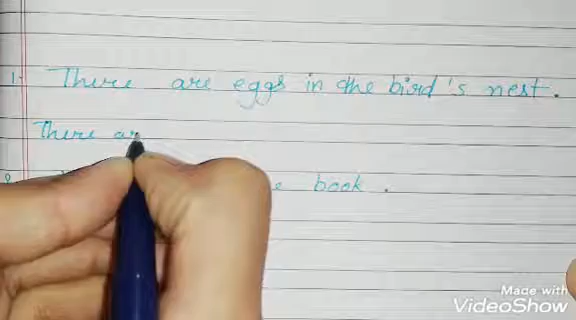 1. There are eggs in the bird's nest.
There ar
book.
Made with
VideoShow